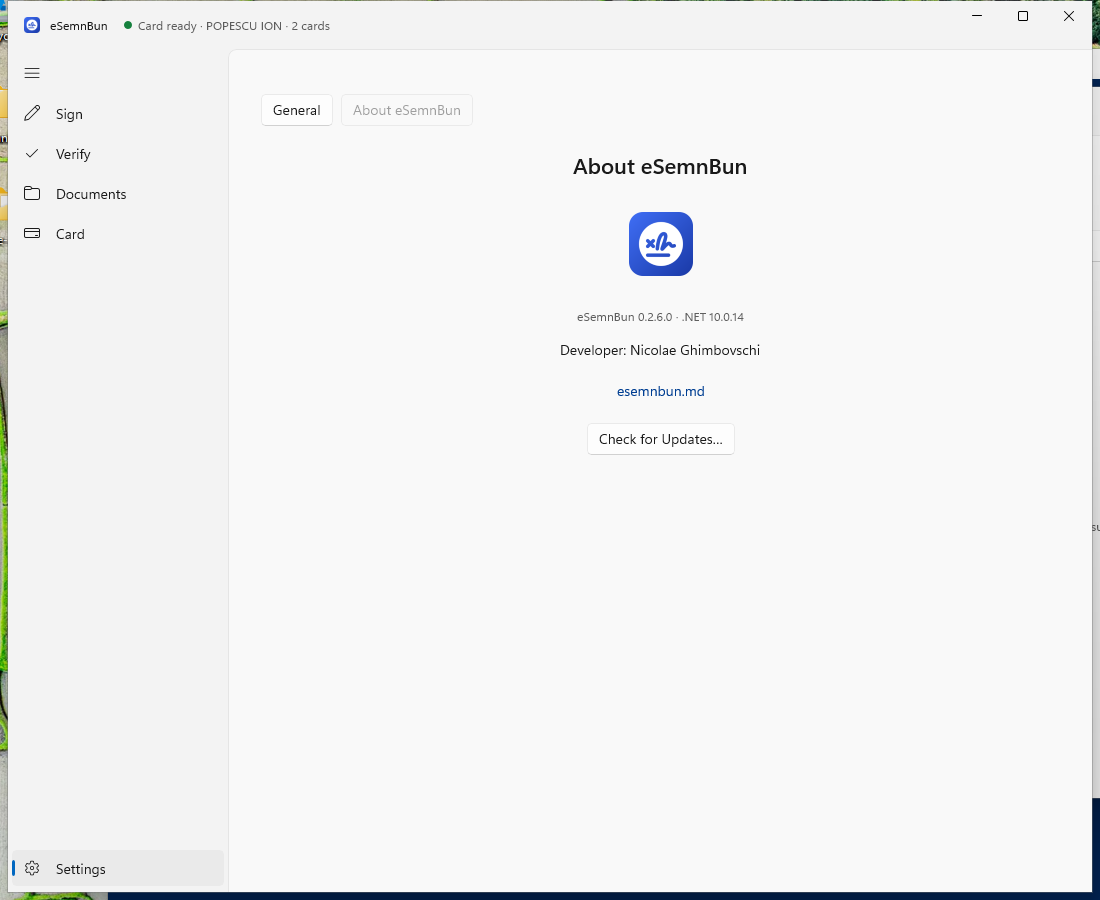 eSemnBun
Card ready · POPESCU ION · 2 cards
Sign
Verify
Documents
Card
Settings
General
About eSemnBun
About eSemnBun
eSemnBun 0.2.6.0 · .NET 10.0.14
Developer: Nicolae Ghimbovschi
esemnbun.md
Check for Updates...